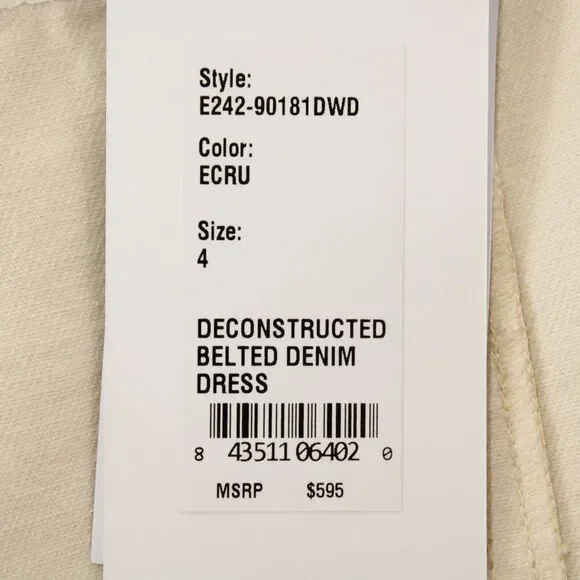 Style:
E242-90181DWD
Color:
ECRU
Size:
4
DECONSTRUCTED
BELTED DENIM
DRESS
8 43511 06402 0
MSRP $595